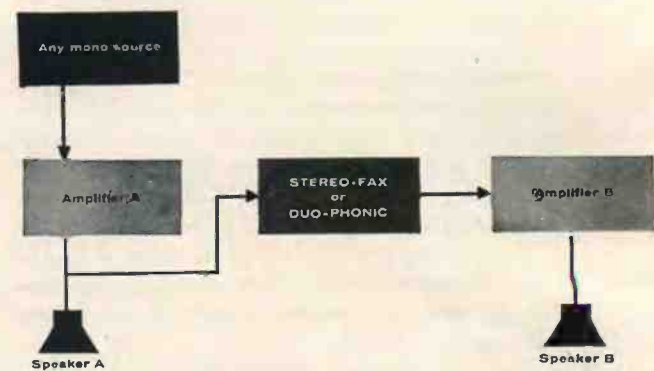 Any mono source
Amplifier A
STEREO-FAX
or
DUO-PHONIC
Amplifier B
Speaker A
Speaker B